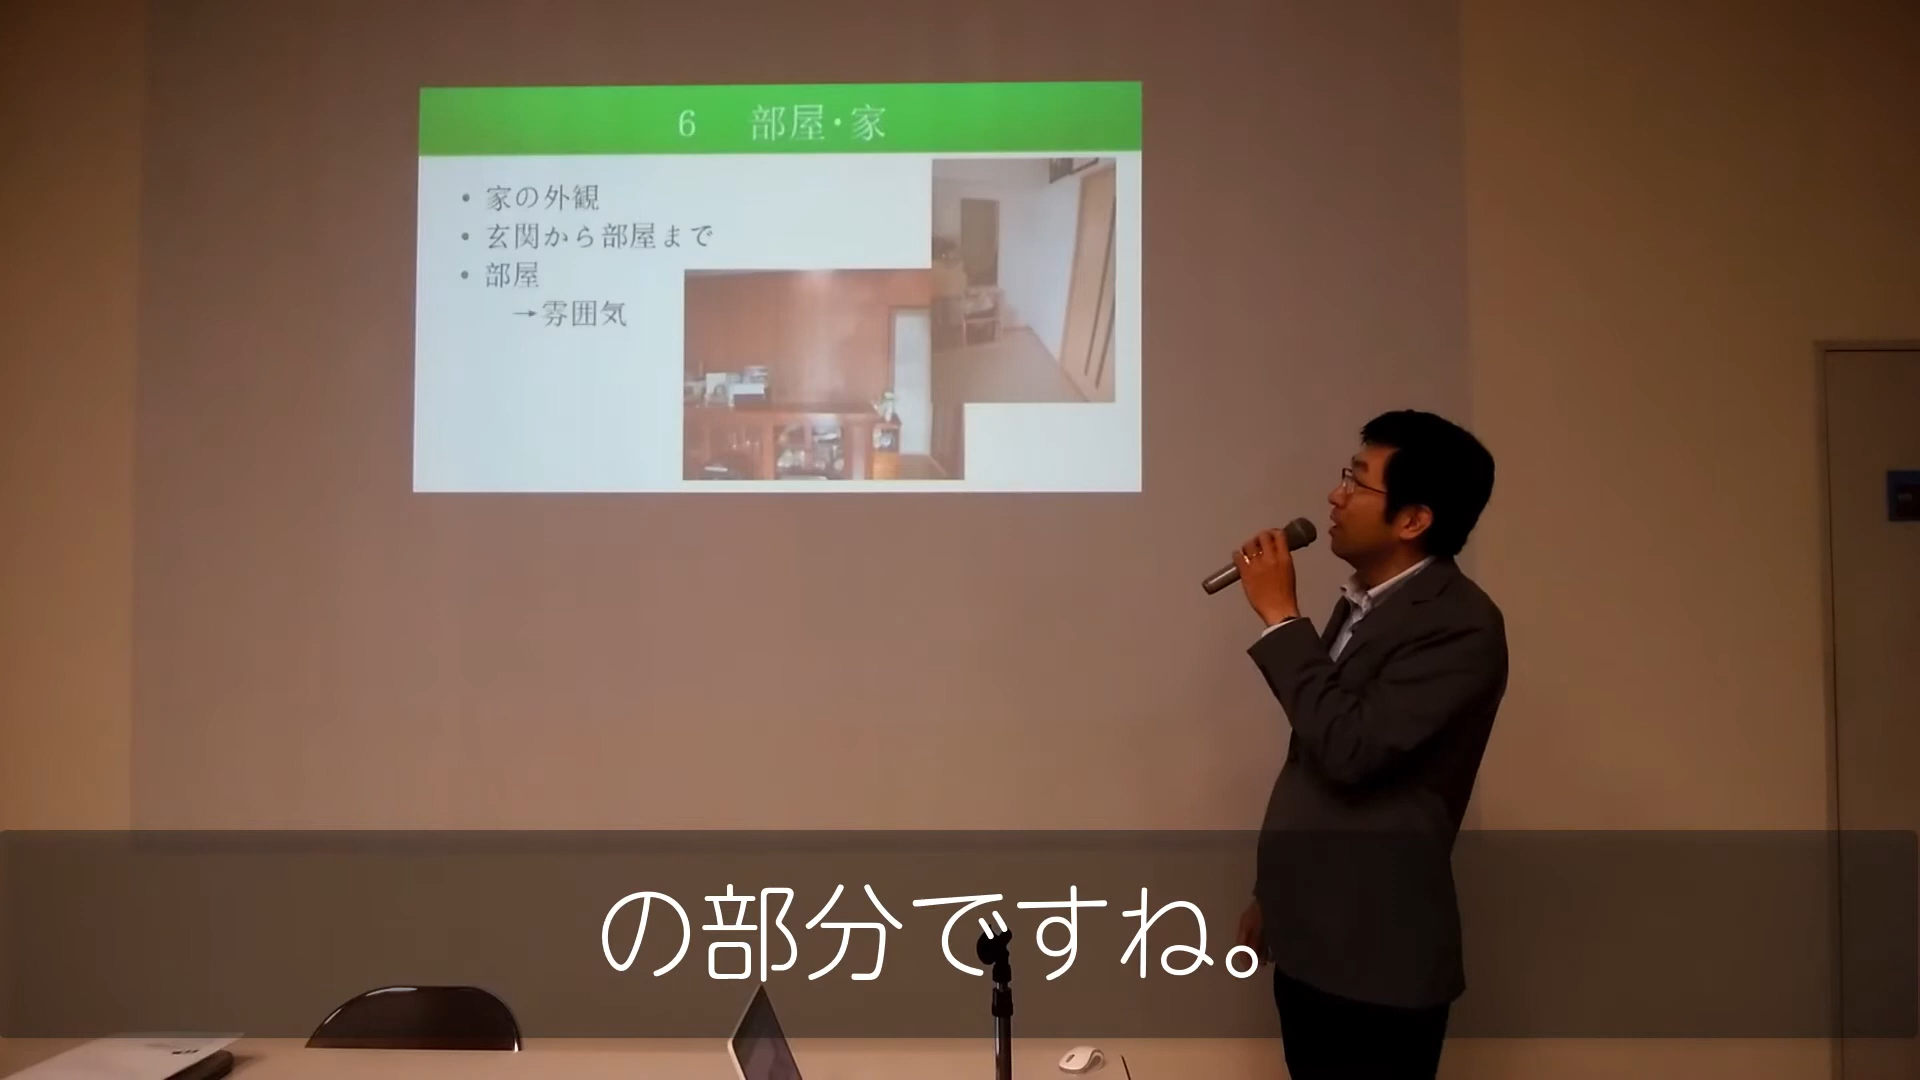 6 部屋・家
• 家の外観
• 玄関から部屋まで
• 部屋
→雰囲気
の部分ですね。